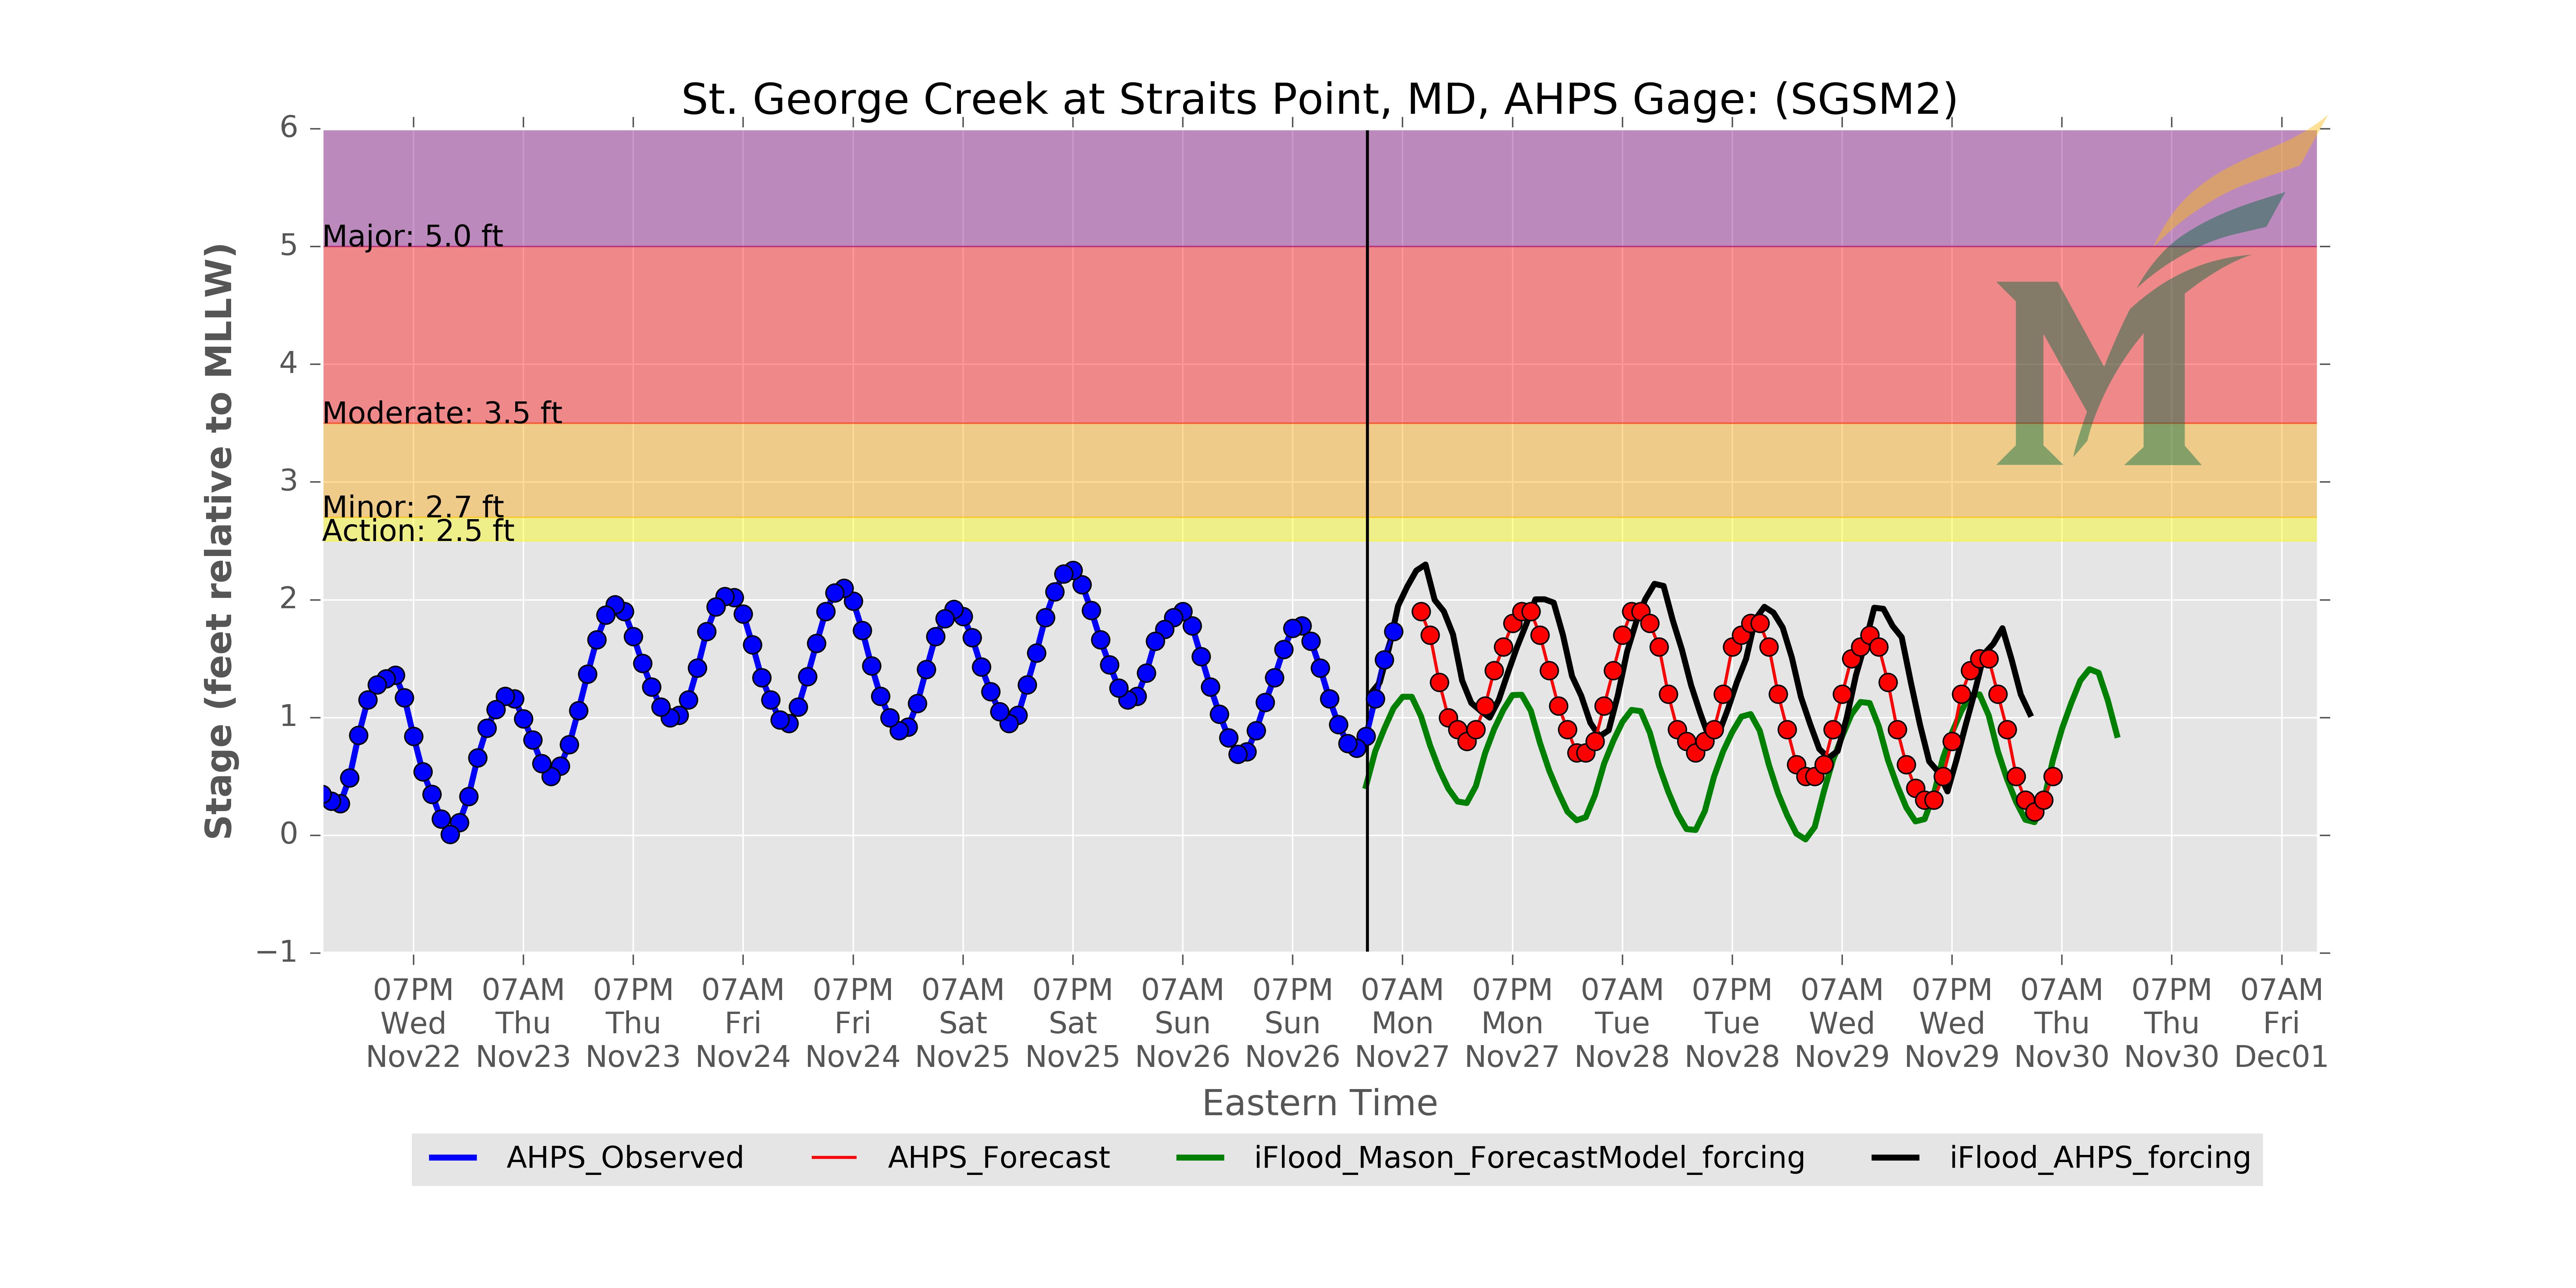 St. George Creek at Straits Point, MD, AHPS Gage: (SGSM2)
Stage (feet relative to MLLW)
6
5
4
3
2
1
0
−1
Major: 5.0 ft
Moderate: 3.5 ft
Minor: 2.7 ft
Action: 2.5 ft
M
07PM 07AM 07PM 07AM 07PM 07AM 07PM 07AM 07PM 07AM 07PM 07AM 07PM 07AM 07PM 07AM 07PM 07AM
Wed Thu Thu Fri Fri Sat Sat Sun Sun Mon Mon Tue Tue Wed Wed Thu Thu Fri
Nov22 Nov23 Nov23 Nov24 Nov24 Nov25 Nov25 Nov26 Nov26 Nov27 Nov27 Nov28 Nov28 Nov29 Nov29 Nov30 Nov30 Dec01
Eastern Time
AHPS_Observed AHPS_Forecast iFlood_Mason_ForecastModel_forcing iFlood_AHPS_forcing